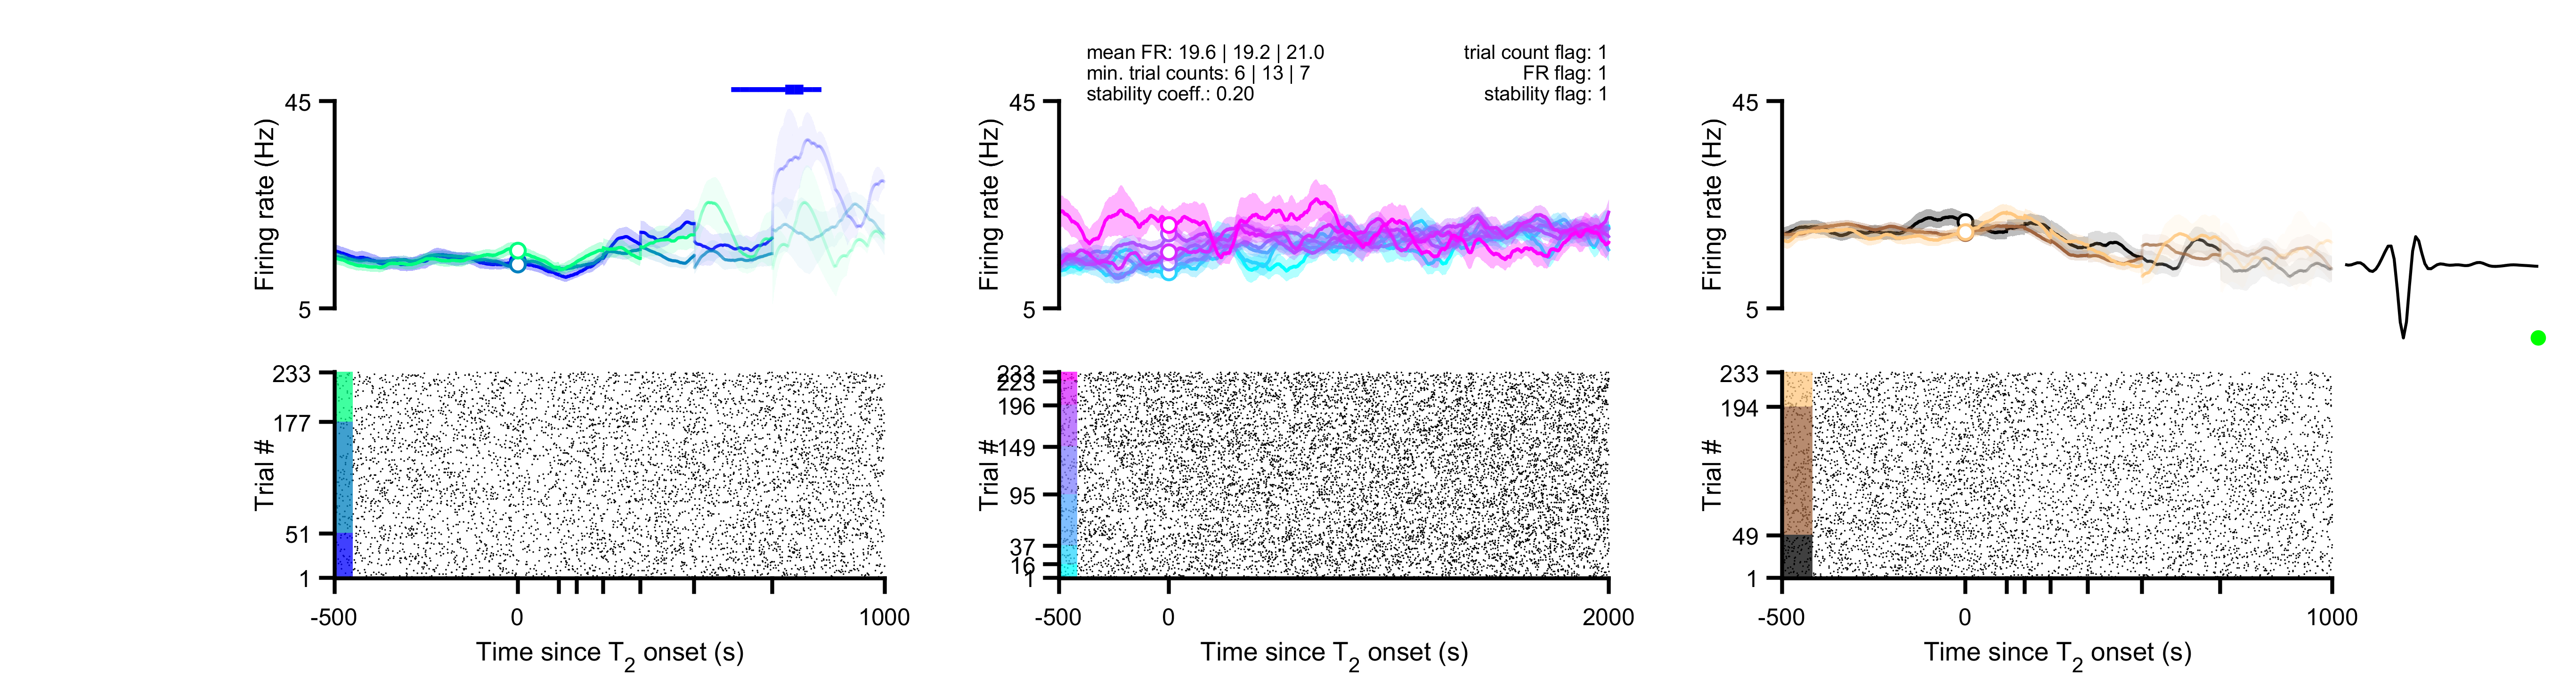 mean FR: 19.6 | 19.2 | 21.0
min. trial counts: 6 | 13 | 7
stability coeff.: 0.20
trial count flag: 1
FR flag: 1
stability flag: 1
45
Firing rate (Hz)
5
45
Firing rate (Hz)
5
45
Firing rate (Hz)
5
233
177
Trial #
51
1
-500
0
1000
Time since T2 onset (s)
233
223
196
149
Trial #
95
37
16
1
-500
0
2000
Time since T2 onset (s)
233
194
Trial #
49
1
-500
0
1000
Time since T2 onset (s)